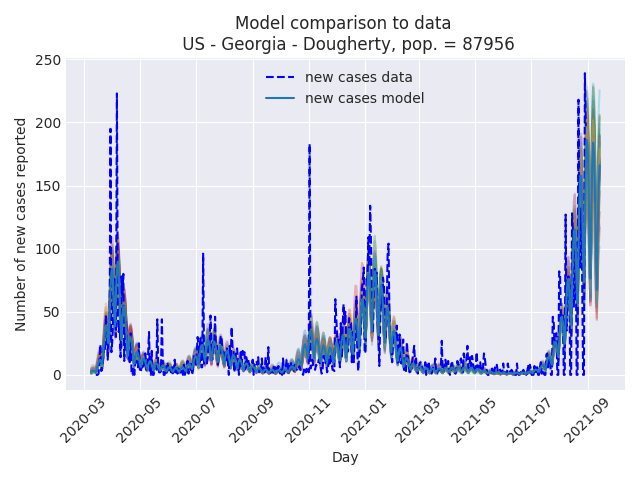 Model comparison to data
US - Georgia - Dougherty, pop. = 87956
new cases data
new cases model
Number of new cases reported
250
200
150
100
50
0
2020-03
2020-05
2020-07
2020-09
2020-11
2021-01
2021-03
2021-05
2021-07
2021-09
Day